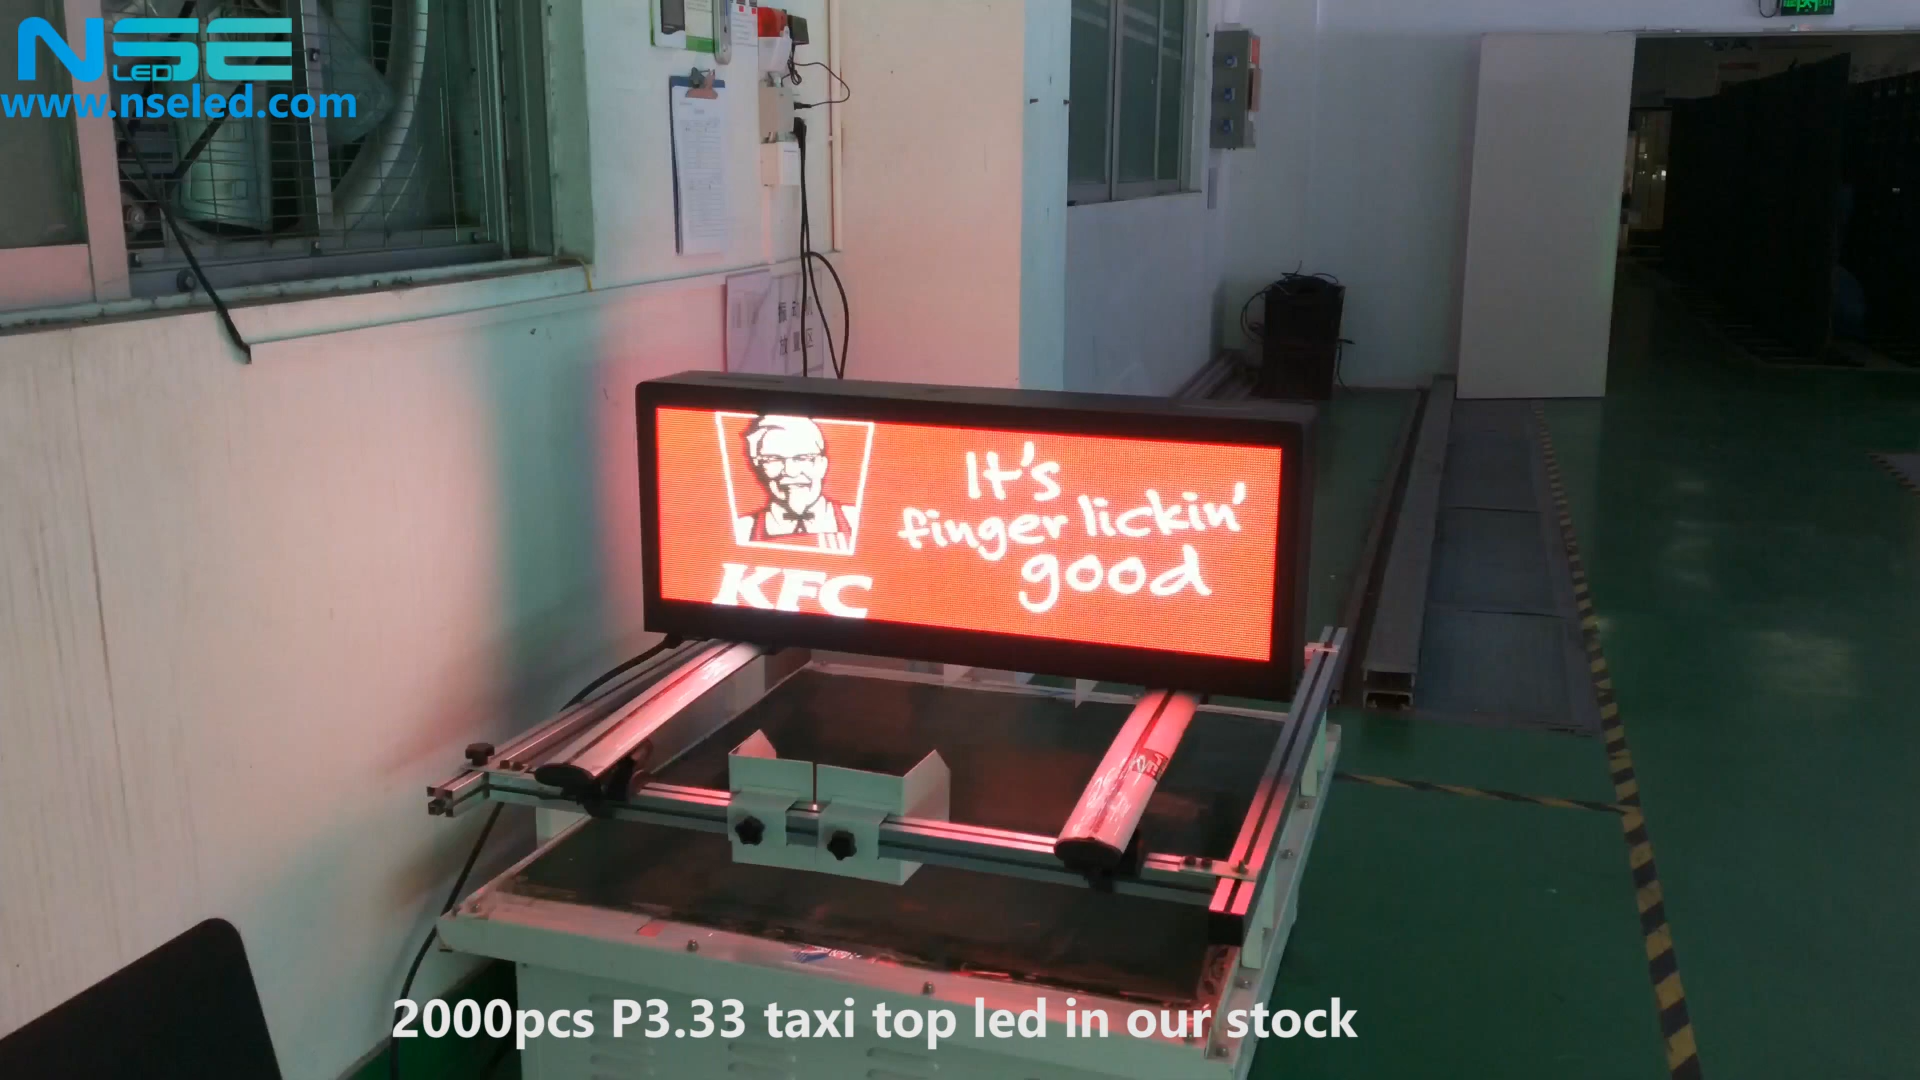 NSE
LED
www.nseled.com
It's
finger lickin'
good
KFC
2000pcs P3.33 taxi top led in our stock